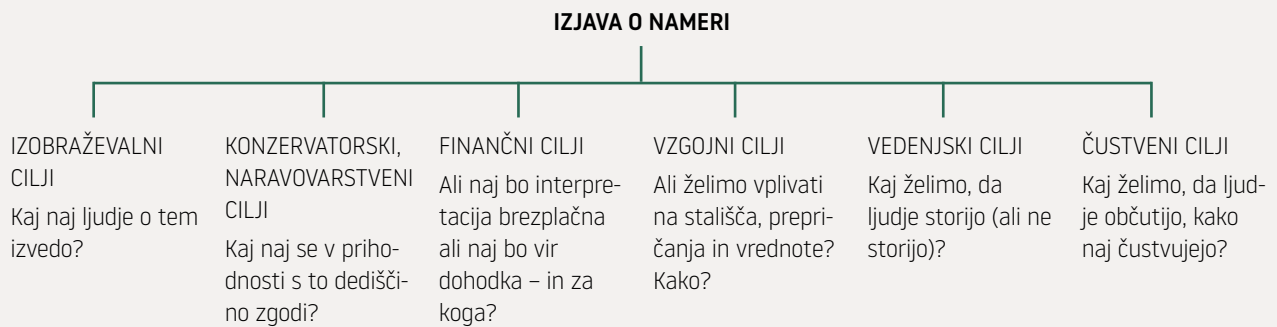 IZJAVA O NAMERI
IZOBRAŽEVALNI
CILJI
Kaj naj ljudje o tem
izvedo?
KONZERVATORSKI,
NARAVOVARSTVENI
CILJI
Kaj naj se v priho-
dnosti s to dedišči-
no zgodi?
FINANČNI CILJI
Ali naj bo interpre-
tacija brezplačna
ali naj bo vir
dohodka – in za
koga?
VZGOJNI CILJI
Ali želimo vplivati
na stališča, prepri-
čanja in vrednote?
Kako?
VEDENJSKI CILJI
Kaj želimo, da
ljudje storijo (ali ne
storijo)?
ČUSTVENI CILJI
Kaj želimo, da ljud-
je občutijo, kako
naj čustvujejo?